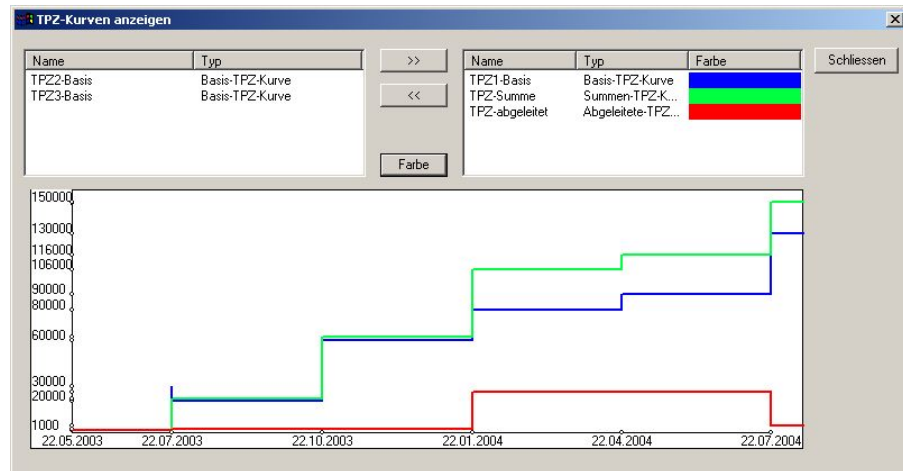 TPZ-Kurven anzeigen
Name Typ
TPZ2-Basis Basis-TPZ-Kurve
TPZ3-Basis Basis-TPZ-Kurve
>>
<<
Farbe
Name Typ Farbe
TPZ1-Basis Basis-TPZ-Kurve
TPZ-Summe Summen-TPZ-K...
TPZ-abgeleitet Abgeleitete-TPZ...
Schliessen
150000
130000
116000
106000
90000
80000
60000
30000
20000
1000
22.05.2003 22.07.2003 22.10.2003 22.01.2004 22.04.2004 22.07.2004